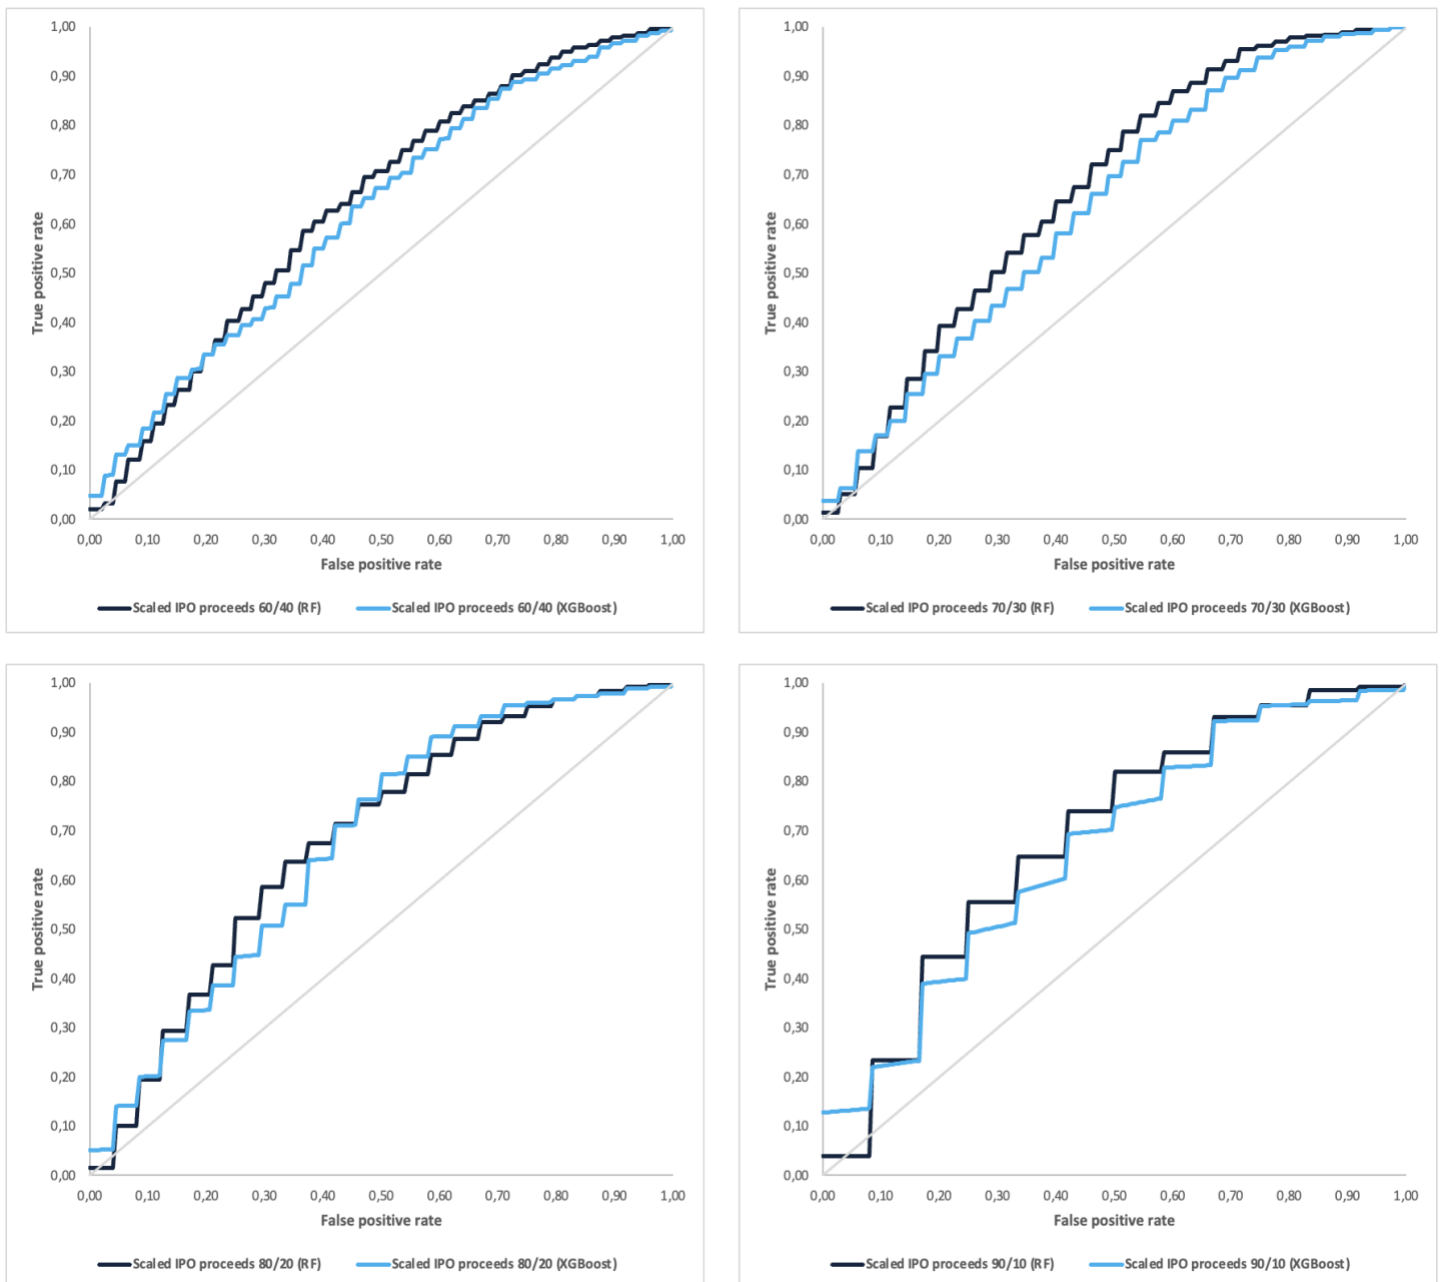 1,00
0,90
0,80
0,70
0,60
0,50
0,40
0,30
0,20
0,10
0,00
True positive rate
0,00 0,10 0,20 0,30 0,40 0,50 0,60 0,70 0,80 0,90 1,00
False positive rate
Scaled IPO proceeds 60/40 (RF) Scaled IPO proceeds 60/40 (XGBoost)
1,00
0,90
0,80
0,70
0,60
0,50
0,40
0,30
0,20
0,10
0,00
True positive rate
0,00 0,10 0,20 0,30 0,40 0,50 0,60 0,70 0,80 0,90 1,00
False positive rate
Scaled IPO proceeds 70/30 (RF) Scaled IPO proceeds 70/30 (XGBoost)
1,00
0,90
0,80
0,70
0,60
0,50
0,40
0,30
0,20
0,10
0,00
True positive rate
0,00 0,10 0,20 0,30 0,40 0,50 0,60 0,70 0,80 0,90 1,00
False positive rate
Scaled IPO proceeds 80/20 (RF) Scaled IPO proceeds 80/20 (XGBoost)
1,00
0,90
0,80
0,70
0,60
0,50
0,40
0,30
0,20
0,10
0,00
True positive rate
0,00 0,10 0,20 0,30 0,40 0,50 0,60 0,70 0,80 0,90 1,00
False positive rate
Scaled IPO proceeds 90/10 (RF) Scaled IPO proceeds 90/10 (XGBoost)